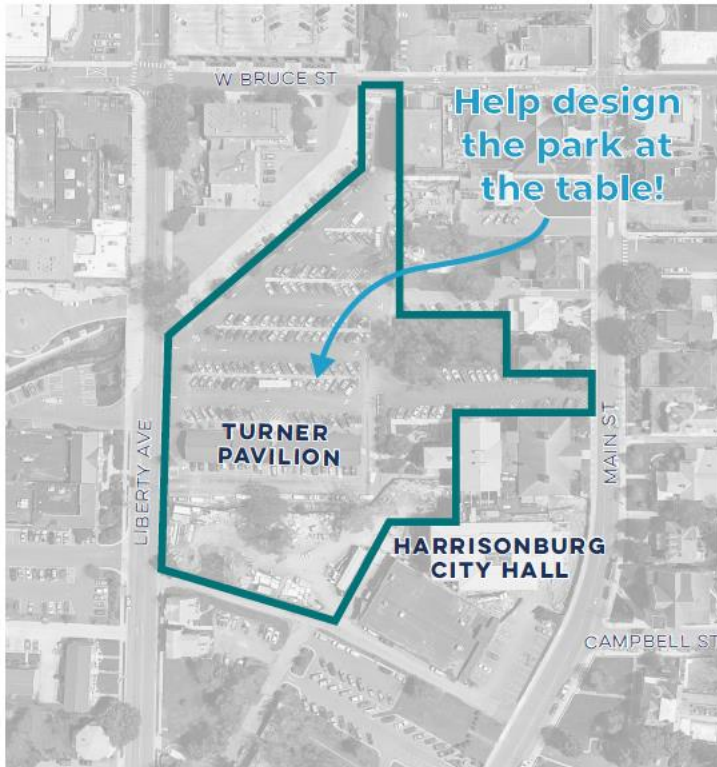 W BRUCE ST
Help design
the park at
the table!
LIBERTY AVE
TURNER
PAVILION
MAIN ST
HARRISONBURG
CITY HALL
CAMPBELL ST